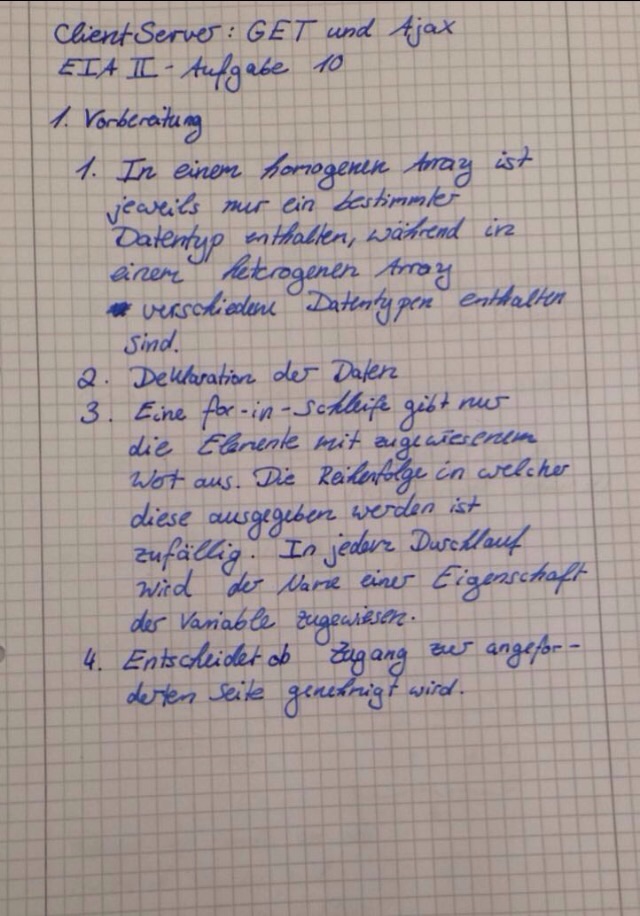 ClientServer: GET und Ajax
EIA II - Aufgabe 10
1. Vorbereitung
1. In einem homogenen Array ist
jeweils nur ein bestimmter
Datentyp enthalten, während in
einem heterogenen Array
verschiedene Datentypen enthalten
sind.
2. Deklaration der Daten
3. Eine for-in-Schleife gibt nur
die Elemente mit zugewiesenem
Wert aus. Die Reihenfolge in welcher
diese ausgegeben werden ist
zufällig. In jedem Durchlauf
wird der Name einer Eigenschaft
der Variable zugewiesen.
4. Entscheidet ob Zugang zur angefor-
derten Seite genehmigt wird.